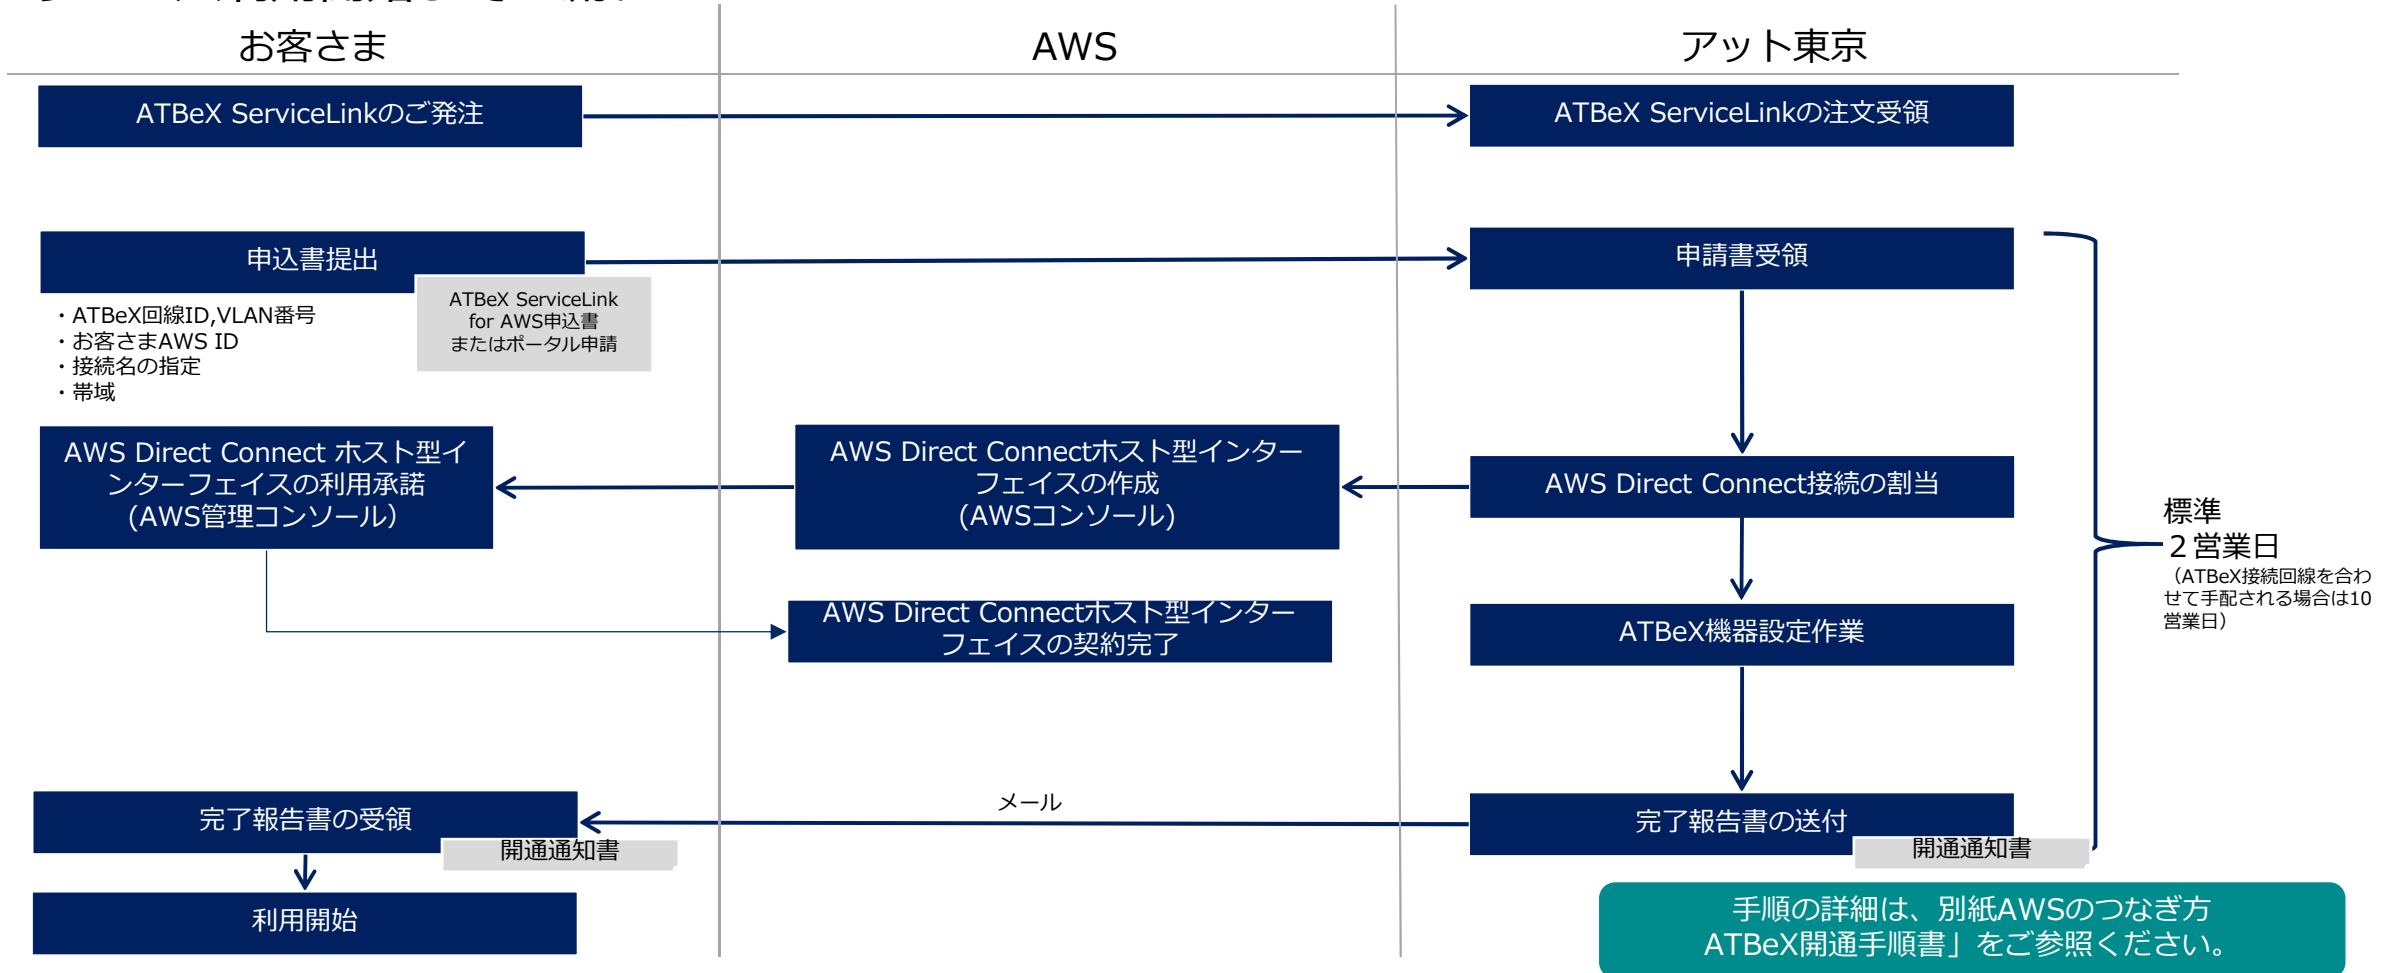 お客さま
AWS
アット東京
ATBeX ServiceLinkのご発注
ATBeX ServiceLinkの注文受領
申込書提出
ATBeX ServiceLink
for AWS申込書
またはポータル申請
・ATBeX回線ID,VLAN番号
・お客さまAWS ID
・接続名の指定
・帯域
申請書受領
AWS Direct Connect ホスト型イ
ンターフェイスの利用承諾
(AWS管理コンソール）
AWS Direct Connectホスト型インター
フェイスの作成
(AWSコンソール)
AWS Direct Connect接続の割当
標準
２営業日
（ATBeX接続回線を合わ
せて手配される場合は10
営業日）
AWS Direct Connectホスト型インター
フェイスの契約完了
ATBeX機器設定作業
メール
完了報告書の受領
開通通知書
完了報告書の送付
開通通知書
利用開始
手順の詳細は、別紙AWSのつなぎ方
ATBeX開通手順書」をご参照ください。